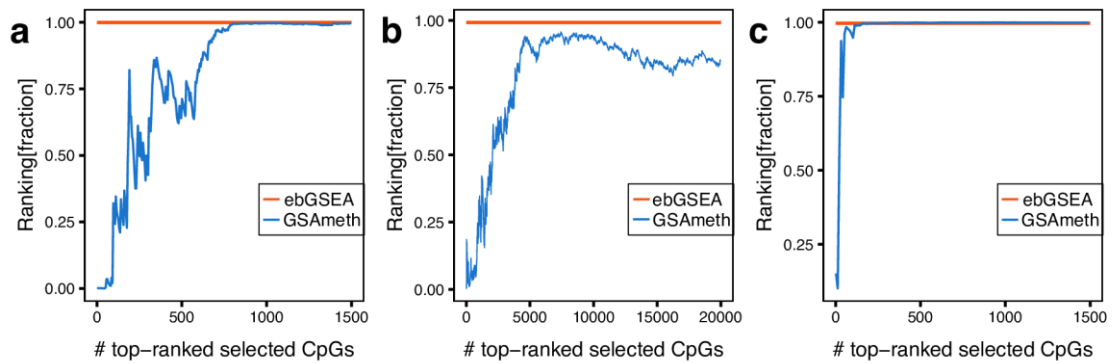 a
Ranking[fraction]
1.00
0.75
0.50
0.25
0.00
ebGSEA
GSAmeth
0
500
1000
1500
# top−ranked selected CpGs
b
Ranking[fraction]
1.00
0.75
0.50
0.25
0.00
ebGSEA
GSAmeth
0
5000
10000
15000
20000
# top−ranked selected CpGs
c
Ranking[fraction]
1.00
0.75
0.50
0.25
ebGSEA
GSAmeth
0
500
1000
1500
# top−ranked selected CpGs